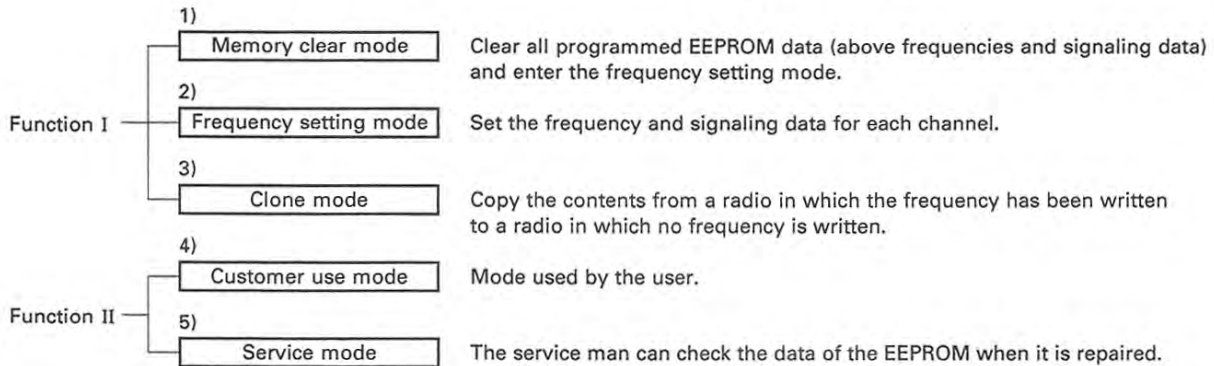 1)
Memory clear mode
Clear all programmed EEPROM data (above frequencies and signaling data)
and enter the frequency setting mode.
2)
Function I
Frequency setting mode
Set the frequency and signaling data for each channel.
3)
Clone mode
Copy the contents from a radio in which the frequency has been written
to a radio in which no frequency is written.
4)
Customer use mode
Mode used by the user.
Function II
5)
Service mode
The service man can check the data of the EEPROM when it is repaired.